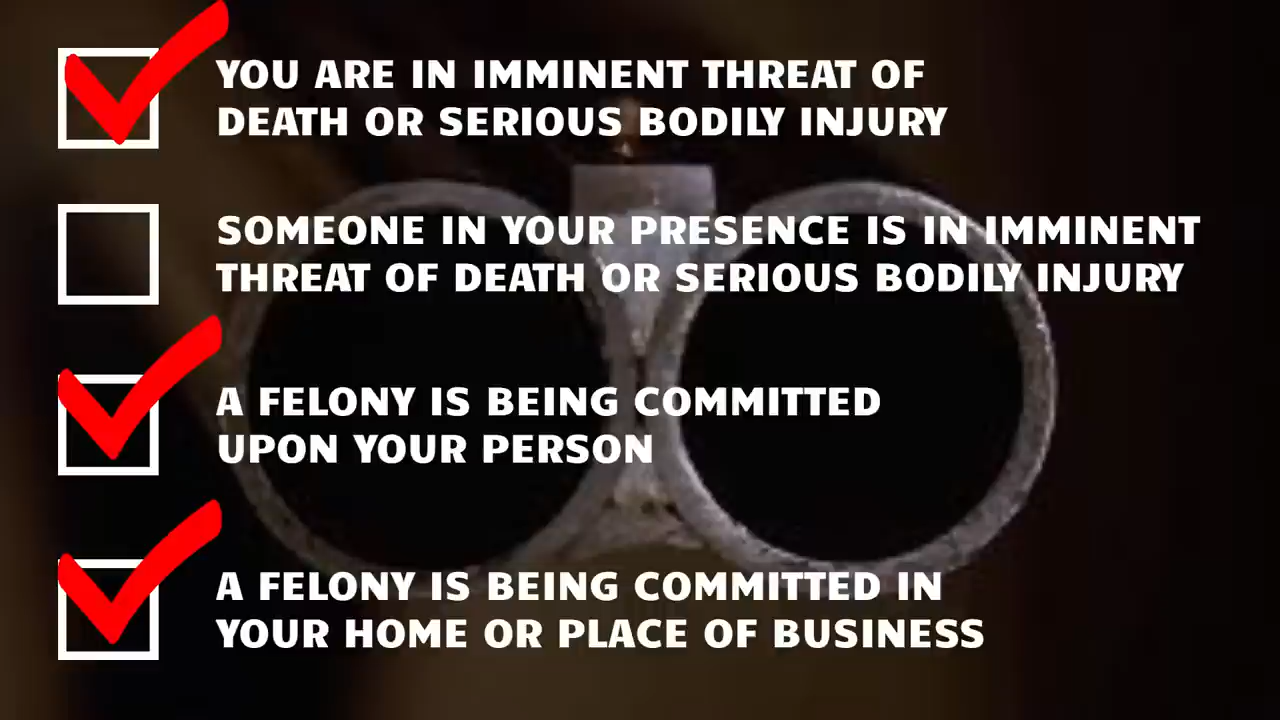 YOU ARE IN IMMINENT THREAT OF
DEATH OR SERIOUS BODILY INJURY
SOMEONE IN YOUR PRESENCE IS IN IMMINENT
THREAT OF DEATH OR SERIOUS BODILY INJURY
A FELONY IS BEING COMMITTED
UPON YOUR PERSON
A FELONY IS BEING COMMITTED IN
YOUR HOME OR PLACE OF BUSINESS